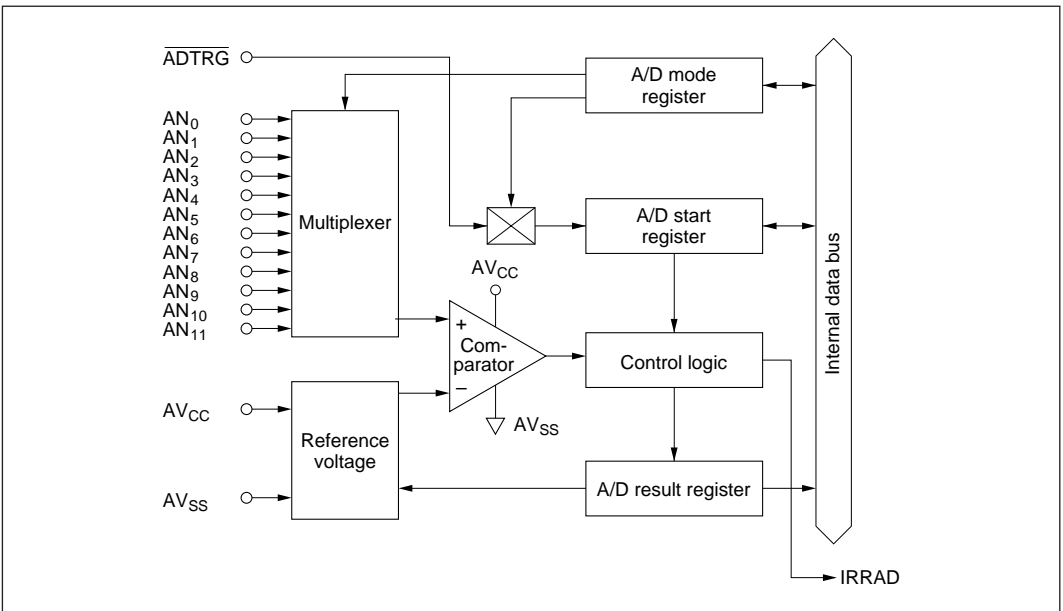 ADTRG
A/D mode
register
AN0
AN1
AN2
AN3
AN4
AN5
AN6
AN7
AN8
AN9
AN10
AN11
Multiplexer
A/D start
register
Internal data bus
AVCC
+
Com-
parator
−
AVSS
Control logic
AVCC
AVSS
Reference
voltage
A/D result register
IRRAD